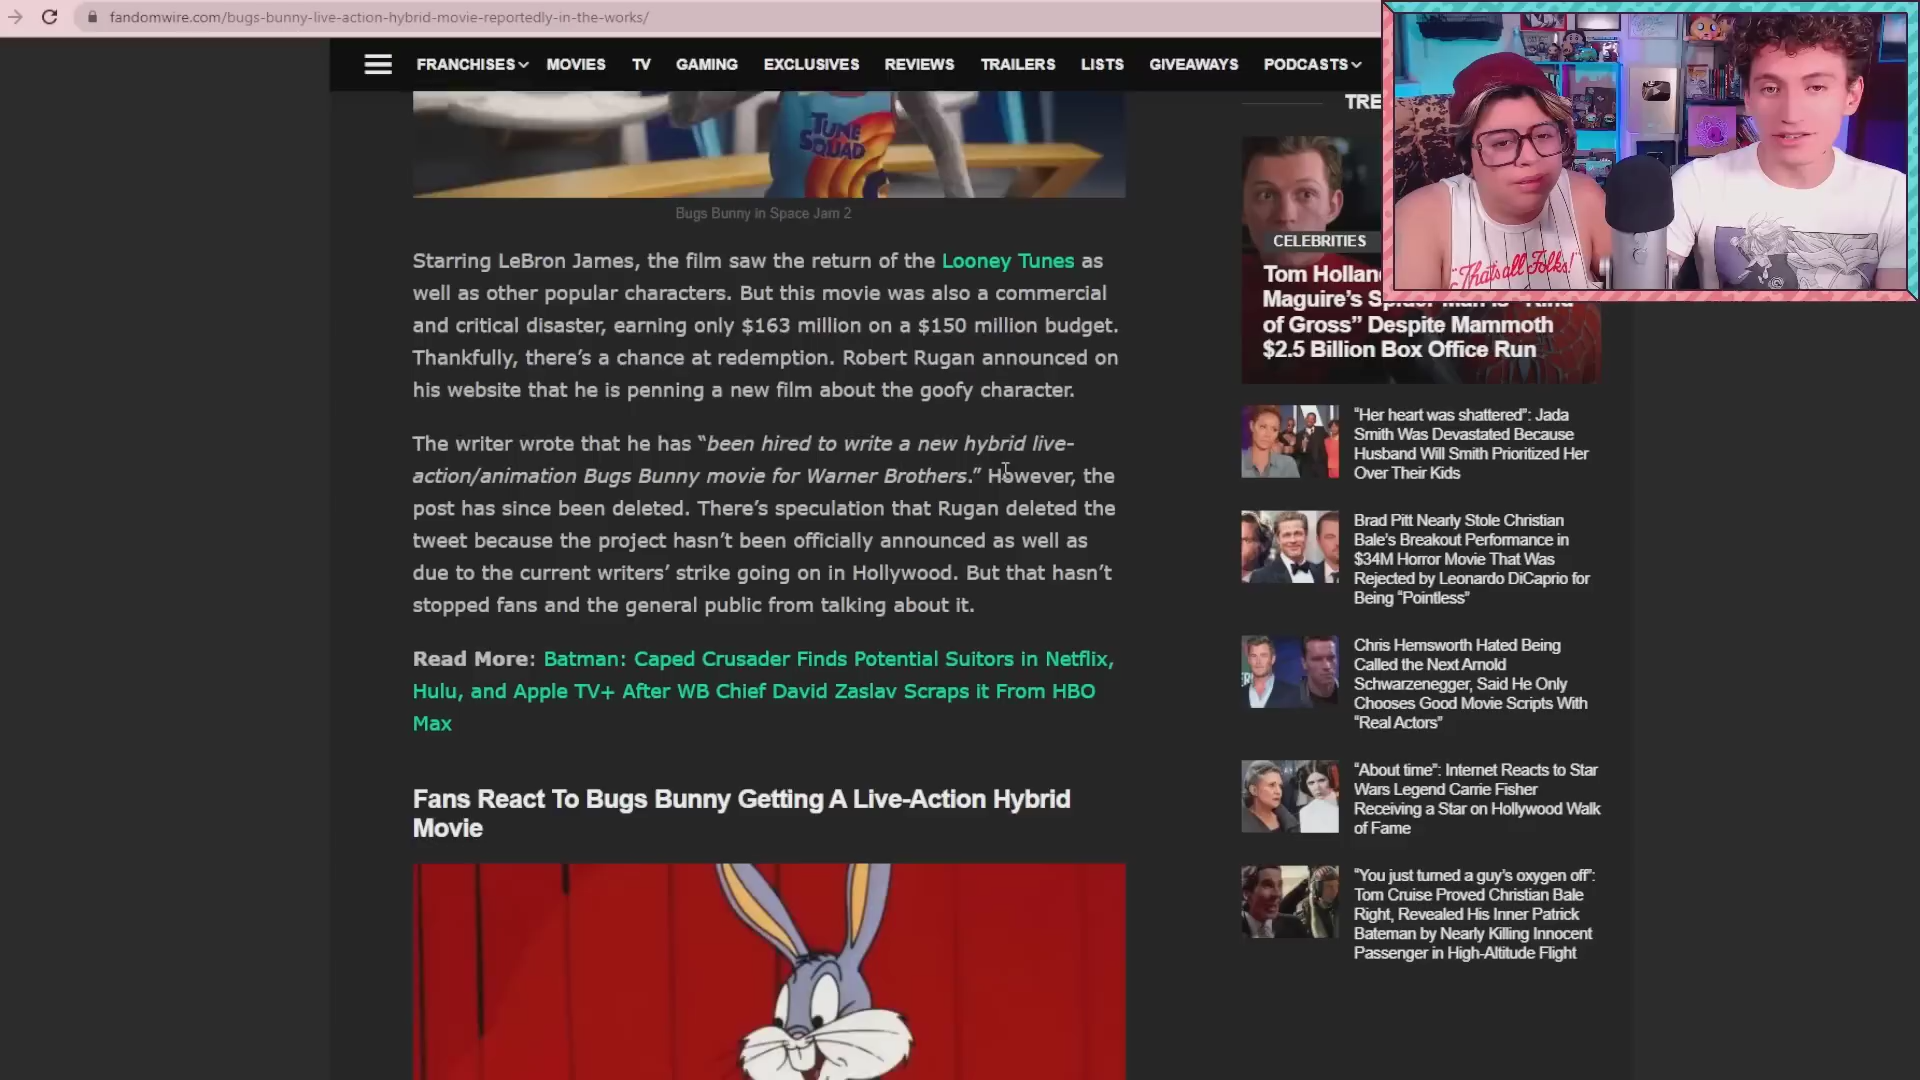 fandomwire.com/bugs-bunny-live-action-hybrid-movie-reportedly-in-the-works/
FRANCHISES MOVIES TV GAMING EXCLUSIVES REVIEWS TRAILERS LISTS GIVEAWAYS PODCASTS
TUNE
SQUAD
Bugs Bunny in Space Jam 2
Starring LeBron James, the film saw the return of the Looney Tunes as
well as other popular characters. But this movie was also a commercial
and critical disaster, earning only $163 million on a $150 million budget.
Thankfully, there’s a chance at redemption. Robert Rugan announced on
his website that he is penning a new film about the goofy character.
The writer wrote that he has “been hired to write a new hybrid live-
action/animation Bugs Bunny movie for Warner Brothers.” However, the
post has since been deleted. There’s speculation that Rugan deleted the
tweet because the project hasn’t been officially announced as well as
due to the current writers’ strike going on in Hollywood. But that hasn’t
stopped fans and the general public from talking about it.
Read More: Batman: Caped Crusader Finds Potential Suitors in Netflix,
Hulu, and Apple TV+ After WB Chief David Zaslav Scraps it From HBO
Max
Fans React To Bugs Bunny Getting A Live-Action Hybrid
Movie
TRE
CELEBRITIES
Tom Hollan
Maguire’s
of Gross” Despite Mammoth
$2.5 Billion Box Office Run
“Her heart was shattered”: Jada
Smith Was Devastated Because
Husband Will Smith Prioritized Her
Over Their Kids
Brad Pitt Nearly Stole Christian
Bale’s Breakout Performance in
$34M Horror Movie That Was
Rejected by Leonardo DiCaprio for
Being “Pointless”
Chris Hemsworth Hated Being
Called the Next Arnold
Schwarzenegger, Said He Only
Chooses Good Movie Scripts With
“Real Actors”
“About time”: Internet Reacts to Star
Wars Legend Carrie Fisher
Receiving a Star on Hollywood Walk
of Fame
“You just turned a guy’s oxygen off”:
Tom Cruise Proved Christian Bale
Right, Revealed His Inner Patrick
Bateman by Nearly Killing Innocent
Passenger in High-Altitude Flight
“That's all Folks!”